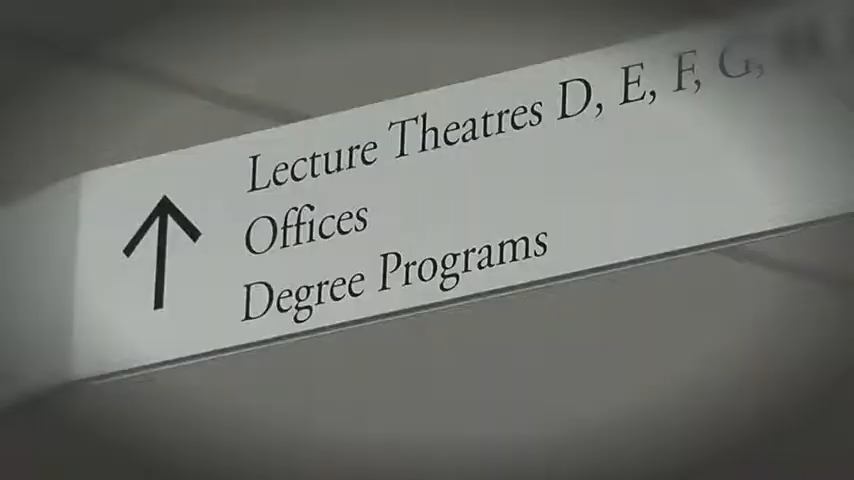 Lecture Theatres D, E, F, G,
Offices
Degree Programs